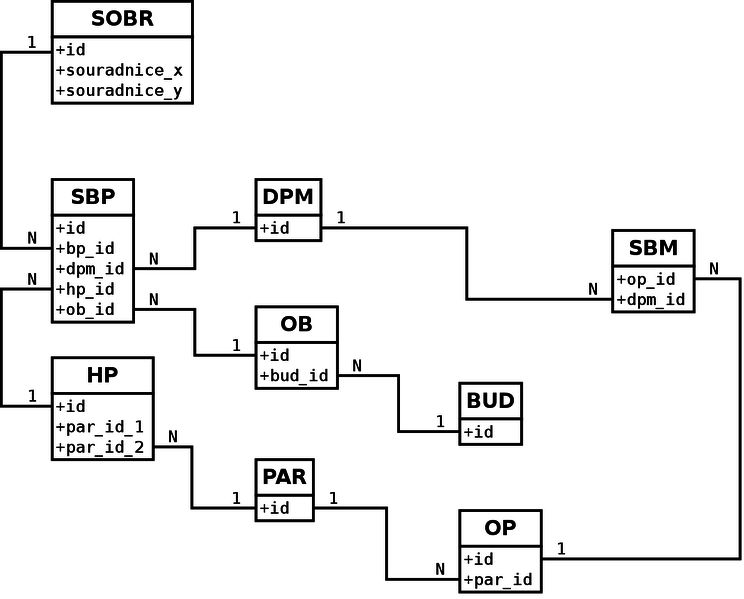 SOBR
1
+id
+souradnice_x
+souradnice_y
SBP
+id
N
+bp_id
+dpm_id
N
N
+hp_id
+ob_id
N
DPM
1
+id
1
SBM
N
+op_id
N
+dpm_id
OB
1
+id
+bud_id
N
HP
1
+id
+par_id_1
+par_id_2
N
BUD
1
+id
PAR
1
+id
1
OP
+id
1
N
+par_id